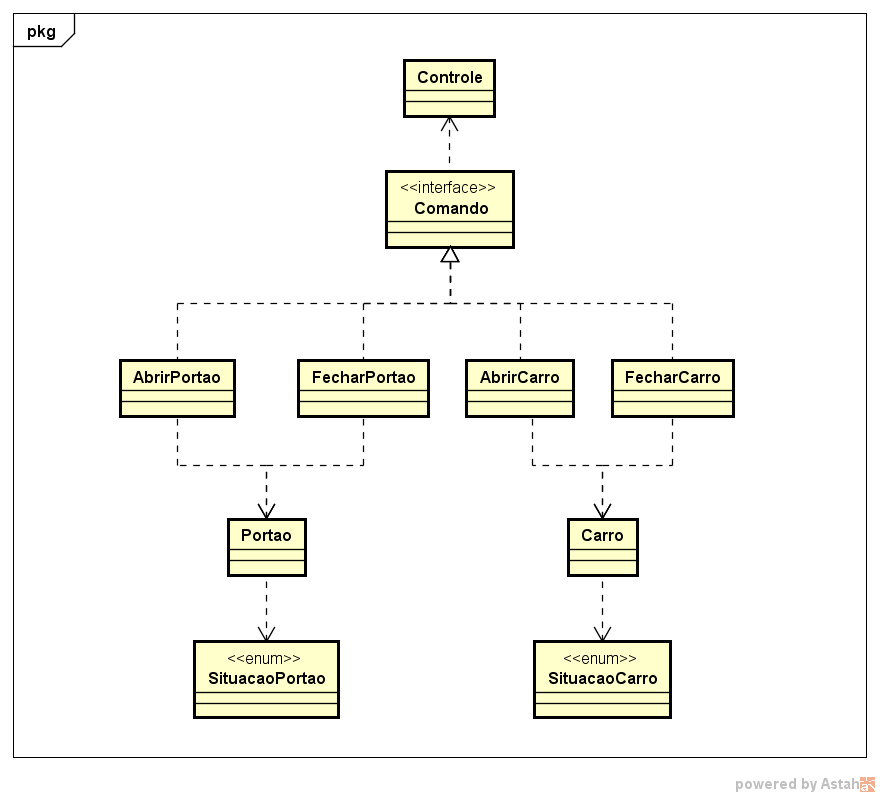 pkg
Controle
<<interface>>
Comando
AbrirPortao
FecharPortao
AbrirCarro
FecharCarro
Portao
Carro
<<enum>>
SituacaoPortao
<<enum>>
SituacaoCarro
powered by Astah